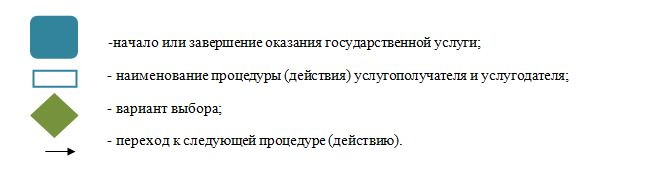 -начало или завершение оказания государственной услуги;
- наименование процедуры (действия) услугополучателя и услугодателя;
- вариант выбора;
- переход к следующей процедуре (действию).